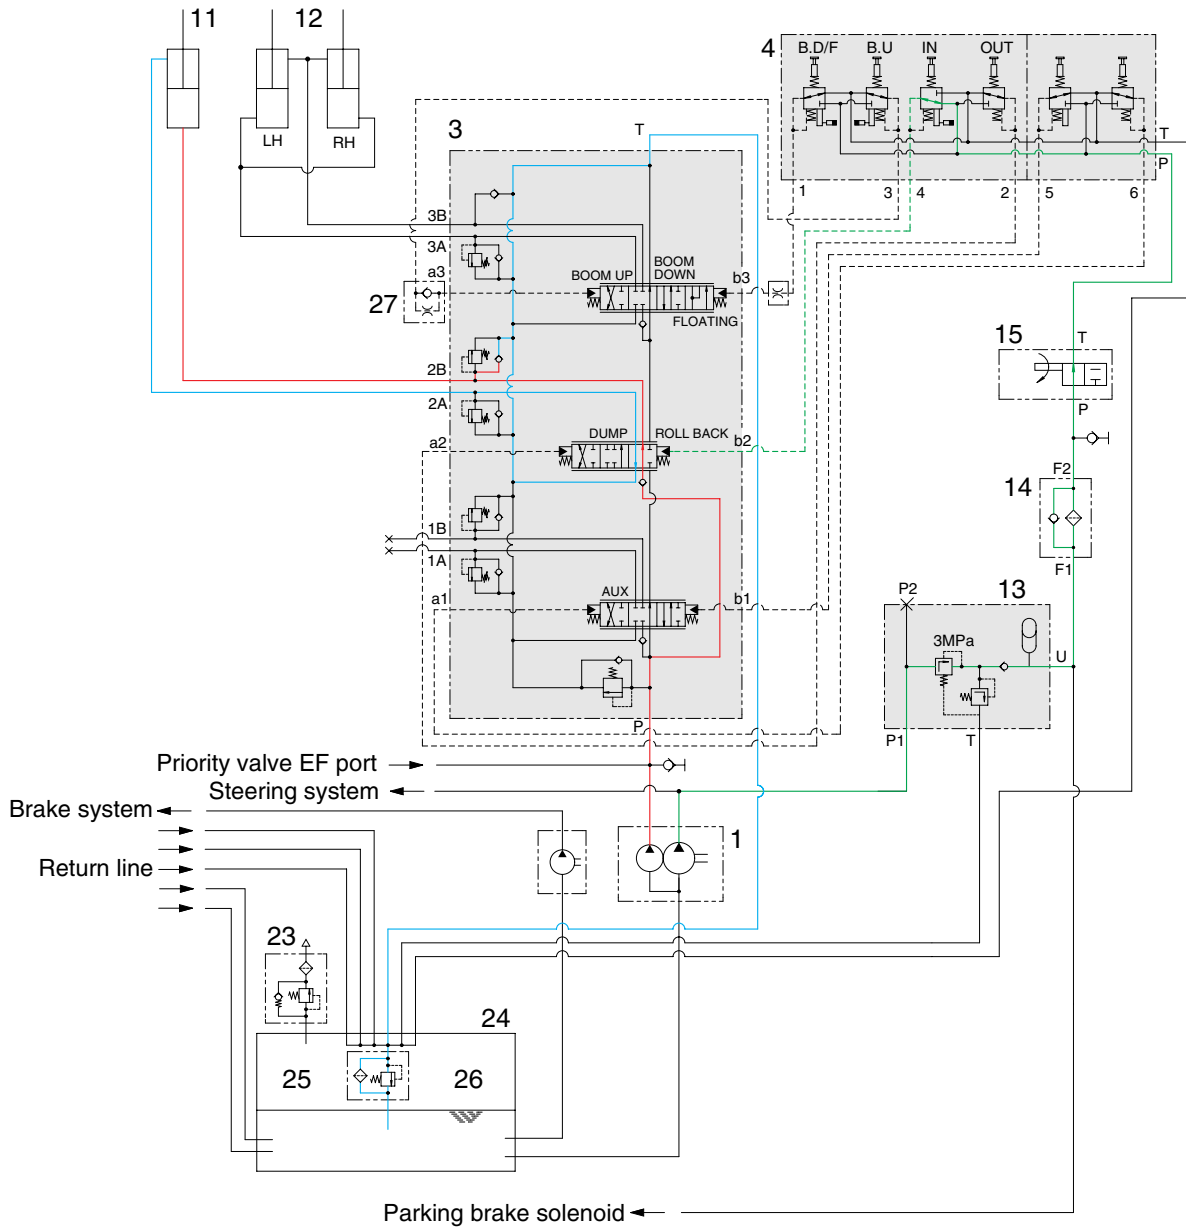 11
12
LH
RH
4
B.D/F
B.U
IN
OUT
T
P
1
3
4
2
5
6
3
T
3B
3A
a3
BOOM UP
BOOM
DOWN
b3
27
FLOATING
2B
2A
a2
DUMP
ROLL BACK
b2
1B
1A
a1
AUX
b1
P
15
T
P
F2
14
F1
P2
13
3MPa
U
P1
T
Priority valve EF port
Steering system
Brake system
1
Return line
23
24
25
26
Parking brake solenoid